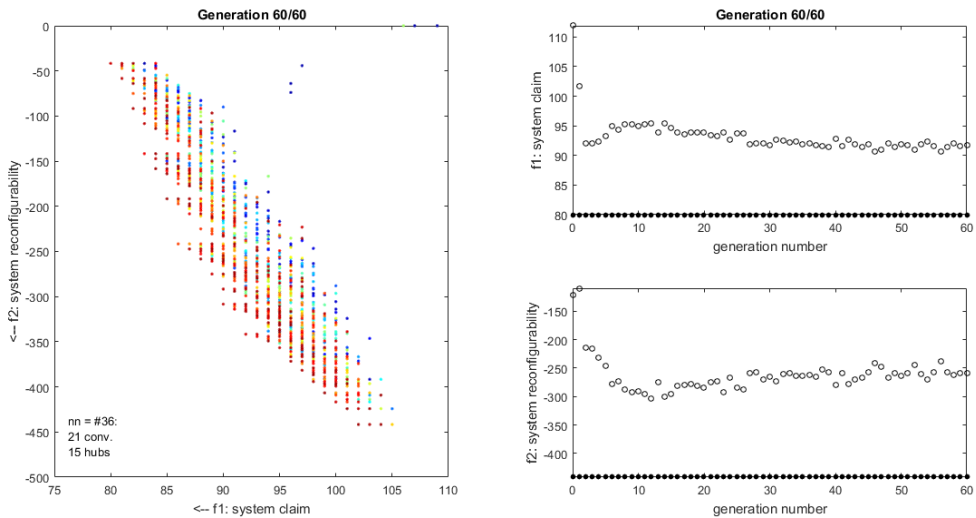 Generation 60/60
0
-50
-100
-150
-200
-250
-300
-350
-400
-450
-500
<-- f2: system reconfigurability
nn = #36:
21 conv.
15 hubs
75 80 85 90 95 100 105 110
<-- f1: system claim
Generation 60/60
110
105
100
95
90
85
80
f1: system claim
0 10 20 30 40 50 60
generation number
Generation 60/60
-150
-200
-250
-300
-350
-400
f2: system reconfigurability
0 10 20 30 40 50 60
generation number